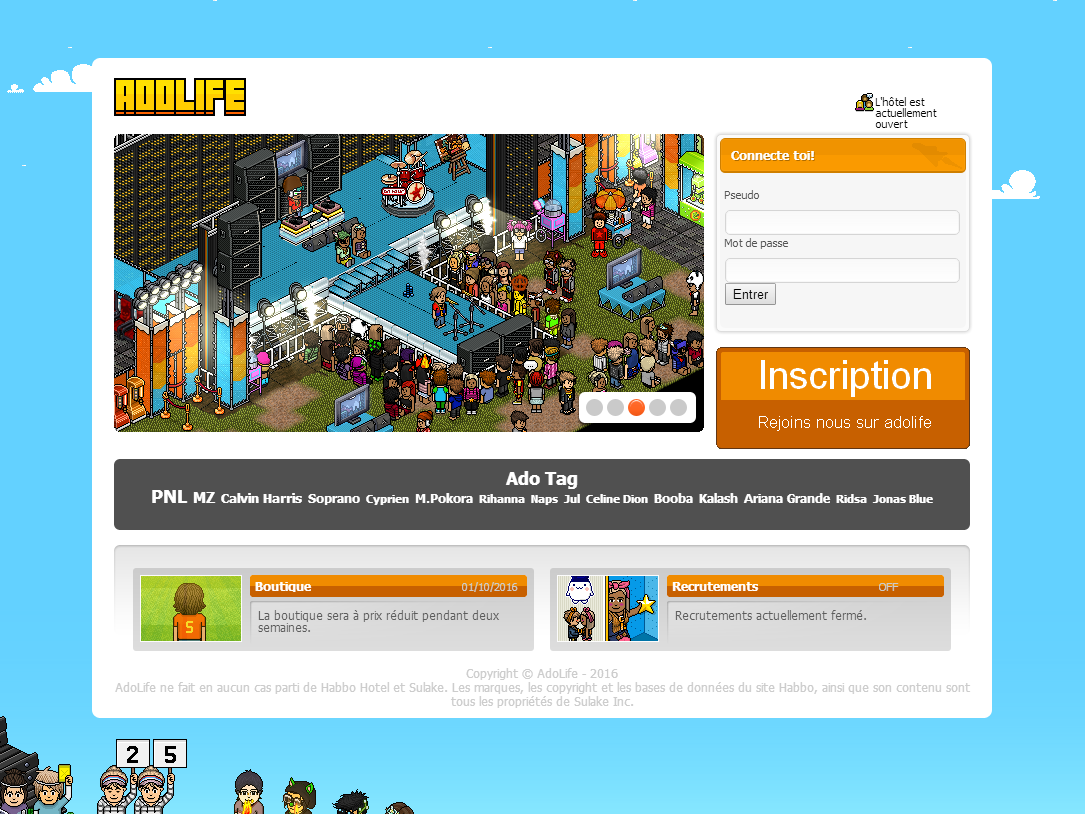 ADOLIFE
L'hôtel est
actuellement
ouvert
Connecte toi!
Pseudo
Mot de passe
Entrer
Inscription
Rejoins nous sur adolife
Ado Tag
PNL MZ Calvin Harris Soprano Cyprien M.Pokora Rihanna Naps Jul Celine Dion Booba Kalash Ariana Grande Ridsa Jonas Blue
Boutique 01/10/2016
La boutique sera à prix réduit pendant deux
semaines.
5
Recrutements OFF
Recrutements actuellement fermé.
Copyright © AdoLife - 2016
AdoLife ne fait en aucun cas parti de Habbo Hotel et Sulake. Les marques, les copyright et les bases de données du site Habbo, ainsi que son contenu sont
tous les propriétés de Sulake Inc.
2 5